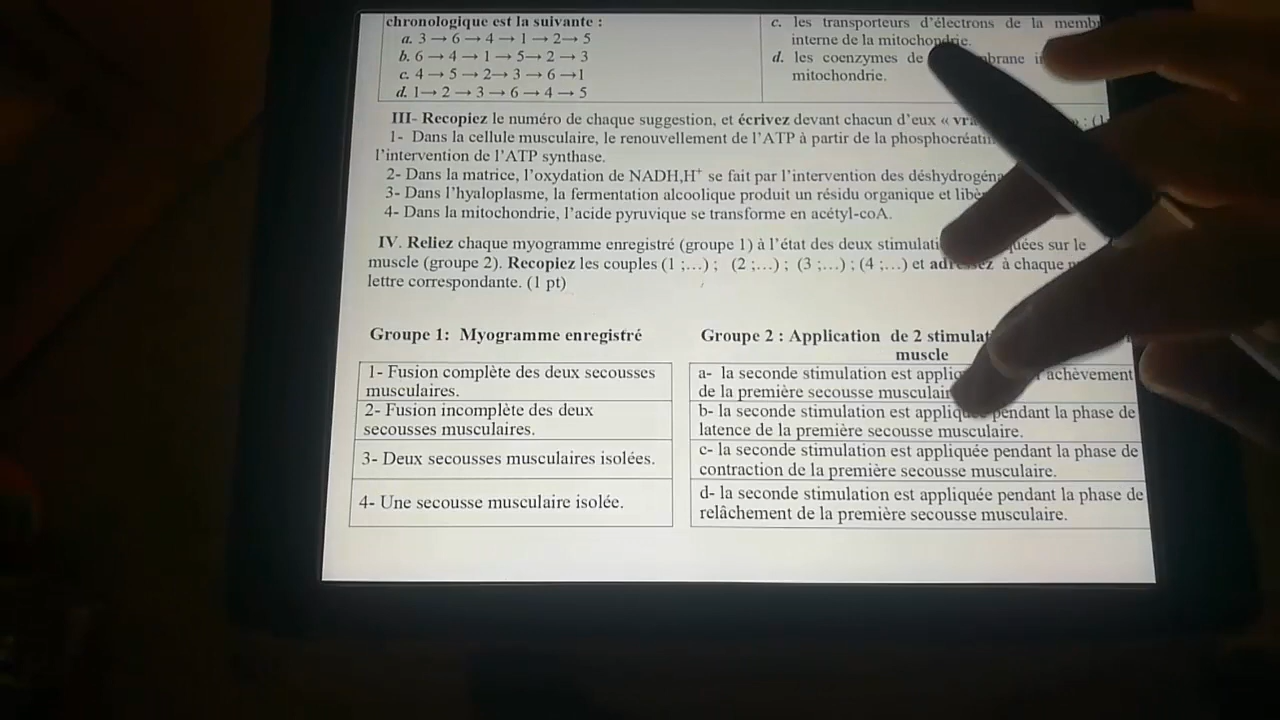 chronologique est la suivante :
a. 3 → 6 → 4 → 1 → 2→ 5
b. 6 → 4 → 1 → 5→ 2 → 3
c. 4 → 5 → 2→ 3 → 6 →1
d. 1→ 2 → 3 → 6 → 4 → 5
c. les transporteurs d'électrons de la
interne de la mitochondrie.
d. les coenzymes de
mitochondrie.
III- Recopiez le numéro de chaque suggestion, et écrivez devant chacun d'eux «
1- Dans la cellule musculaire, le renouvellement de l'ATP à partir de la
l'intervention de l'ATP synthase.
2- Dans la matrice, l'oxydation de NADH,H⁺ se fait par l'intervention des
3- Dans l'hyaloplasme, la fermentation alcoolique produit un résidu organique et
4- Dans la mitochondrie, l'acide pyruvique se transforme en acétyl-coA.
IV. Reliez chaque myogramme enregistré (groupe 1) à l'état des deux sur le
muscle (groupe 2). Recopiez les couples (1 ;…) ; (2 ;…) ; (3 ;…) ; (4 ;…) et adressez à chaque
lettre correspondante. (1 pt)
Groupe 1: Myogramme enregistré
1- Fusion complète des deux secousses
musculaires.
2- Fusion incomplète des deux
secousses musculaires.
3- Deux secousses musculaires isolées.
4- Une secousse musculaire isolée.
Groupe 2 : Application de 2
muscle
a- la seconde stimulation est achèvement
de la première secousse
b- la seconde stimulation est appliquée pendant la phase de
latence de la première secousse musculaire.
c- la seconde stimulation est appliquée pendant la phase de
contraction de la première secousse musculaire.
d- la seconde stimulation est appliquée pendant la phase de
relâchement de la première secousse musculaire.